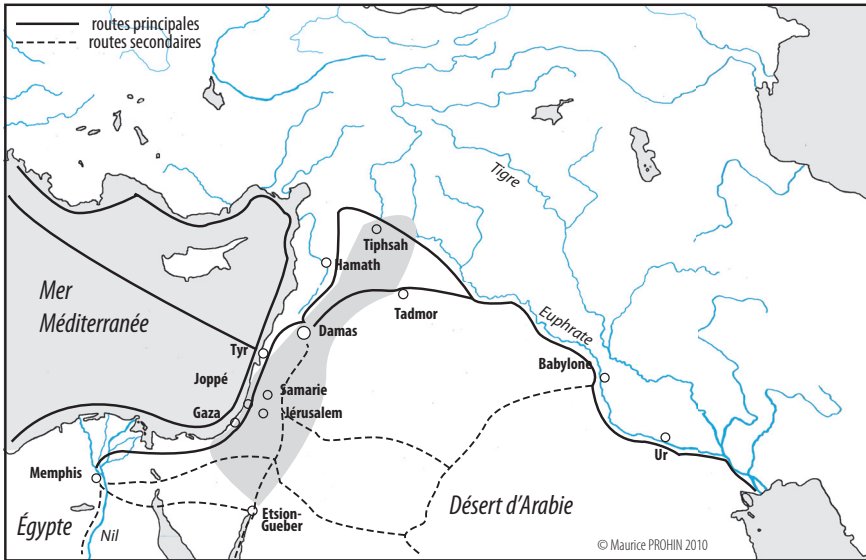 routes principales
routes secondaires
Tigre
Tiphsah
Hamath
Mer
Méditerranée
Tadmor
Euphrate
Damas
Tyr
Babylone
Joppé
Samarie
Gaza
Jérusalem
Ur
Memphis
Désert d'Arabie
Etsion-
Gueber
Égypte
Nil
© Maurice PROHIN 2010